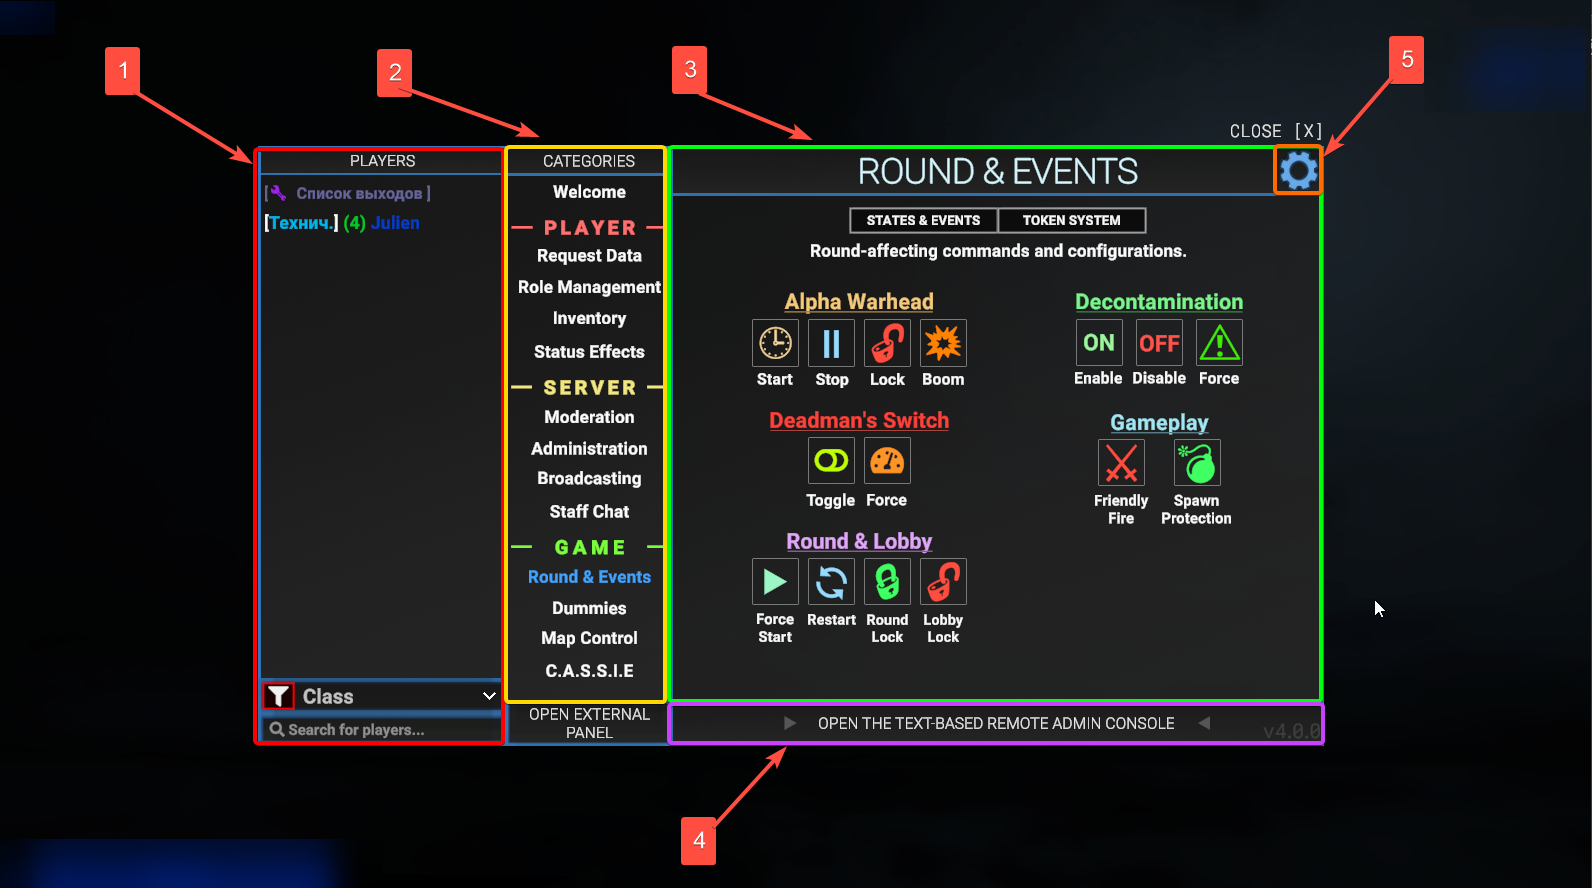 1
2
3
5
CLOSE [X]
PLAYERS
[ Список выходов ]
[Технич.] (4) Julien
Class
Search for players...
CATEGORIES
Welcome
PLAYER
Request Data
Role Management
Inventory
Status Effects
SERVER
Moderation
Administration
Broadcasting
Staff Chat
GAME
Round & Events
Dummies
Map Control
C.A.S.S.I.E
OPEN EXTERNAL
PANEL
ROUND & EVENTS
STATES & EVENTS TOKEN SYSTEM
Round-affecting commands and configurations.
Alpha Warhead
Start Stop Lock Boom
Deadman's Switch
Toggle Force
Round & Lobby
Force
Start
Restart
Round
Lock
Lobby
Lock
Decontamination
ON OFF
Enable Disable Force
Gameplay
Friendly
Fire
Spawn
Protection
OPEN THE TEXT-BASED REMOTE ADMIN CONSOLE
v4.0.0
4